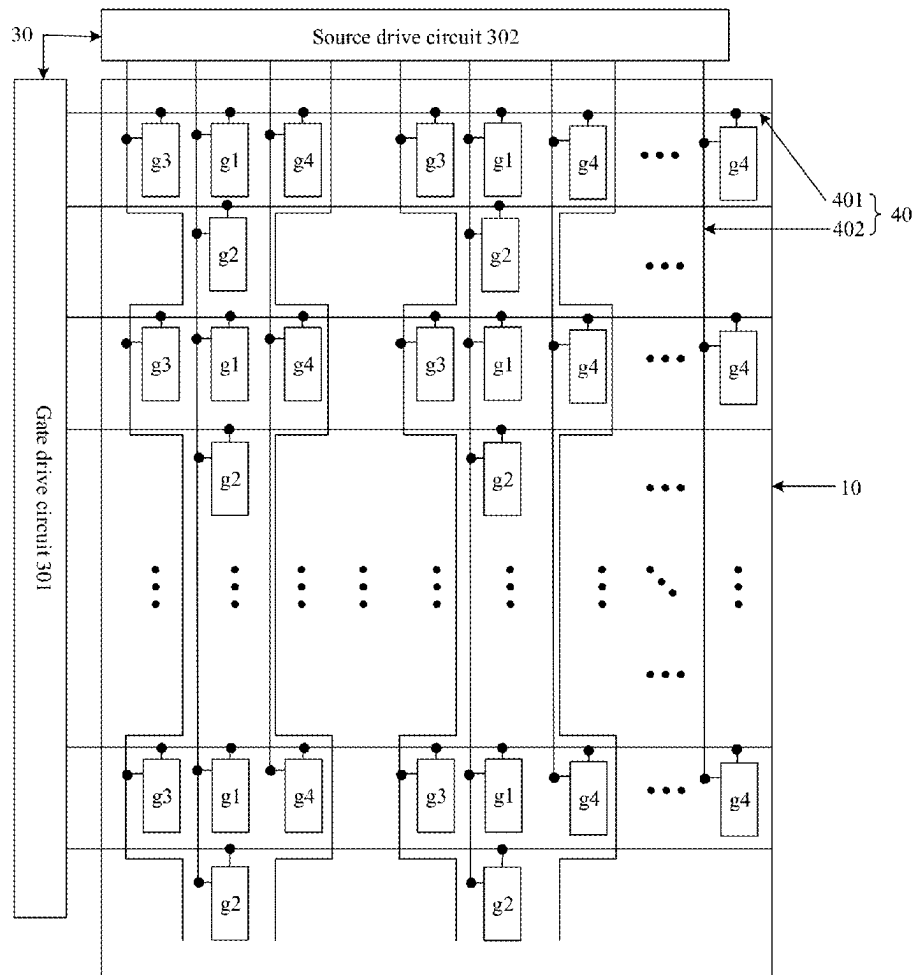 30
Source drive circuit 302
g3 g1 g4 g3 g1 g4 g4
401
402
40
g2 g2
g3 g1 g4 g3 g1 g4 g4
Gate drive circuit 301
g2 g2
10
g3 g1 g4 g3 g1 g4 g4
g2 g2